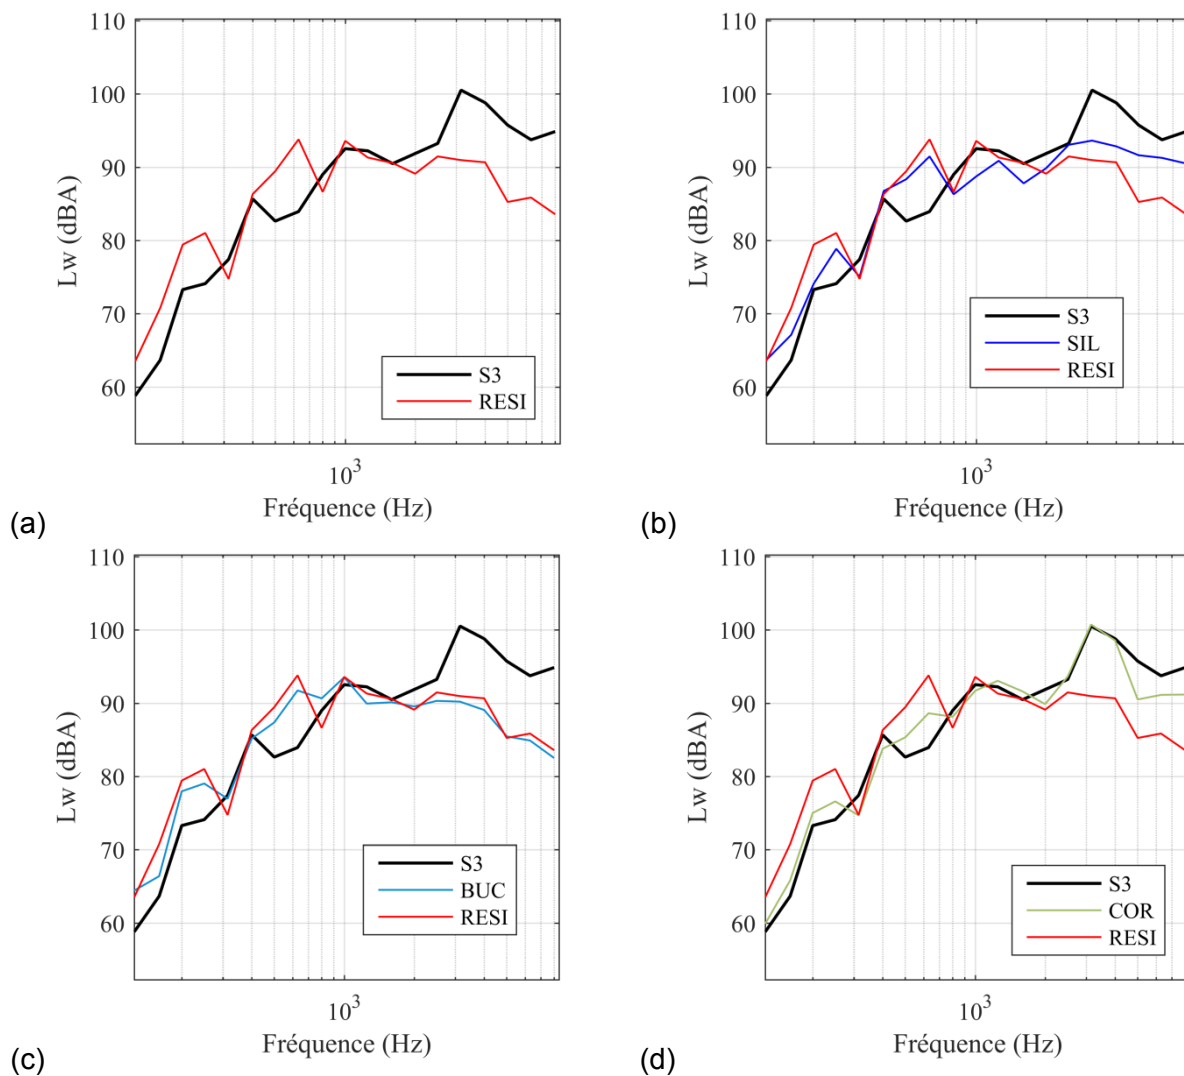 110
100
90
80
70
60
Lw (dBA)
S3
RESI
10³
Fréquence (Hz)
(a)
110
100
90
80
70
60
Lw (dBA)
S3
SIL
RESI
10³
Fréquence (Hz)
(b)
110
100
90
80
70
60
Lw (dBA)
S3
BUC
RESI
10³
Fréquence (Hz)
(c)
110
100
90
80
70
60
Lw (dBA)
S3
COR
RESI
10³
Fréquence (Hz)
(d)